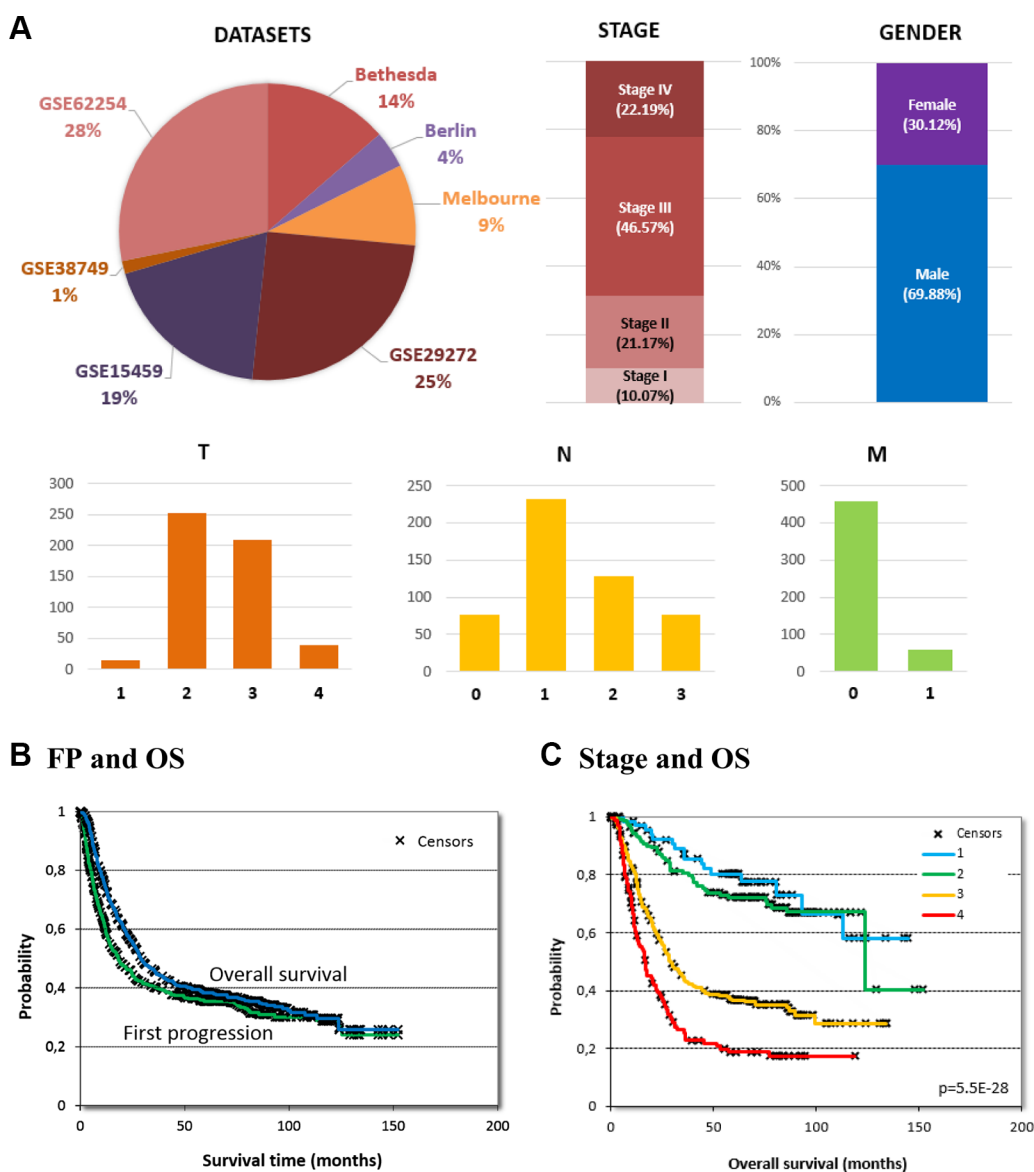 A
DATASETS
Bethesda
14%
Berlin
4%
Melbourne
9%
GSE29272
25%
GSE15459
19%
GSE38749
1%
GSE62254
28%
STAGE
Stage IV
(22.19%)
Stage III
(46.57%)
Stage II
(21.17%)
Stage I
(10.07%)
GENDER
100%
80%
60%
40%
20%
0%
Female
(30.12%)
Male
(69.88%)
T
300
250
200
150
100
50
0
1 2 3 4
N
250
200
150
100
50
0
0 1 2 3
M
500
400
300
200
100
0
0 1
B FP and OS
Probability
1
0,8
0,6
0,4
0,2
0
× Censors
Overall survival
First progression
0 50 100 150 200
Survival time (months)
C Stage and OS
Probability
1
0,8
0,6
0,4
0,2
0
× Censors
1
2
3
4
p=5.5E-28
0 50 100 150 200
Overall survival (months)